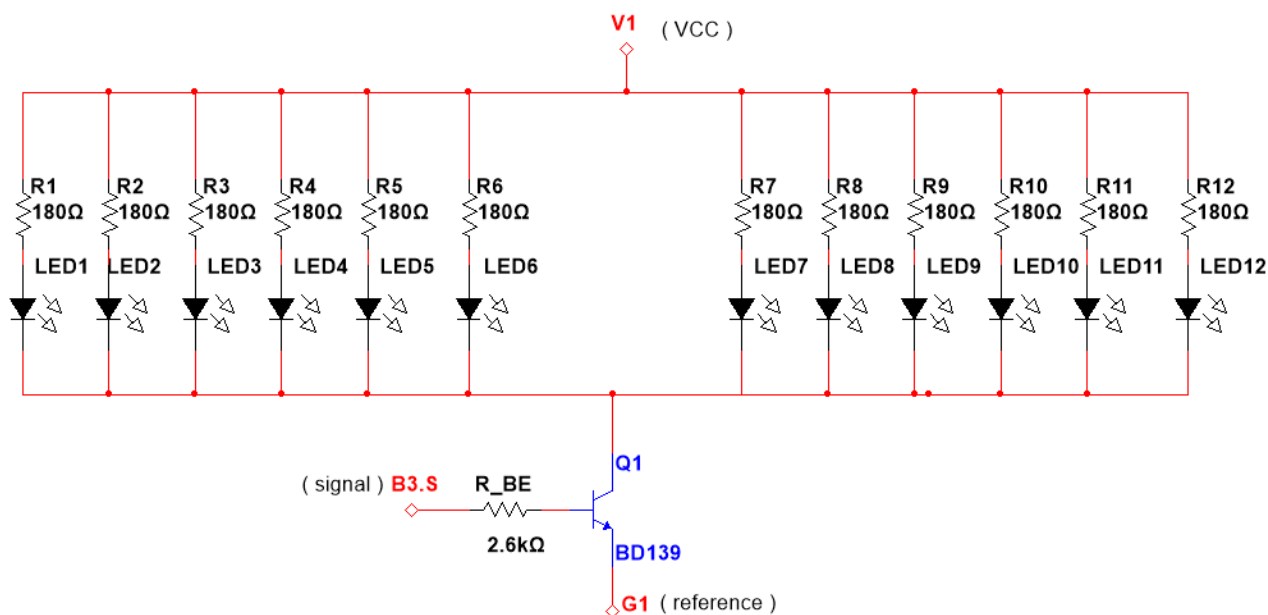 V1 ( VCC )
R1 R2 R3 R4 R5 R6 R7 R8 R9 R10 R11 R12
180Ω 180Ω 180Ω 180Ω 180Ω 180Ω 180Ω 180Ω 180Ω 180Ω 180Ω 180Ω
LED1 LED2 LED3 LED4 LED5 LED6 LED7 LED8 LED9 LED10 LED11 LED12
Q1
( signal ) B3.S R_BE
2.6kΩ BD139
G1 ( reference )